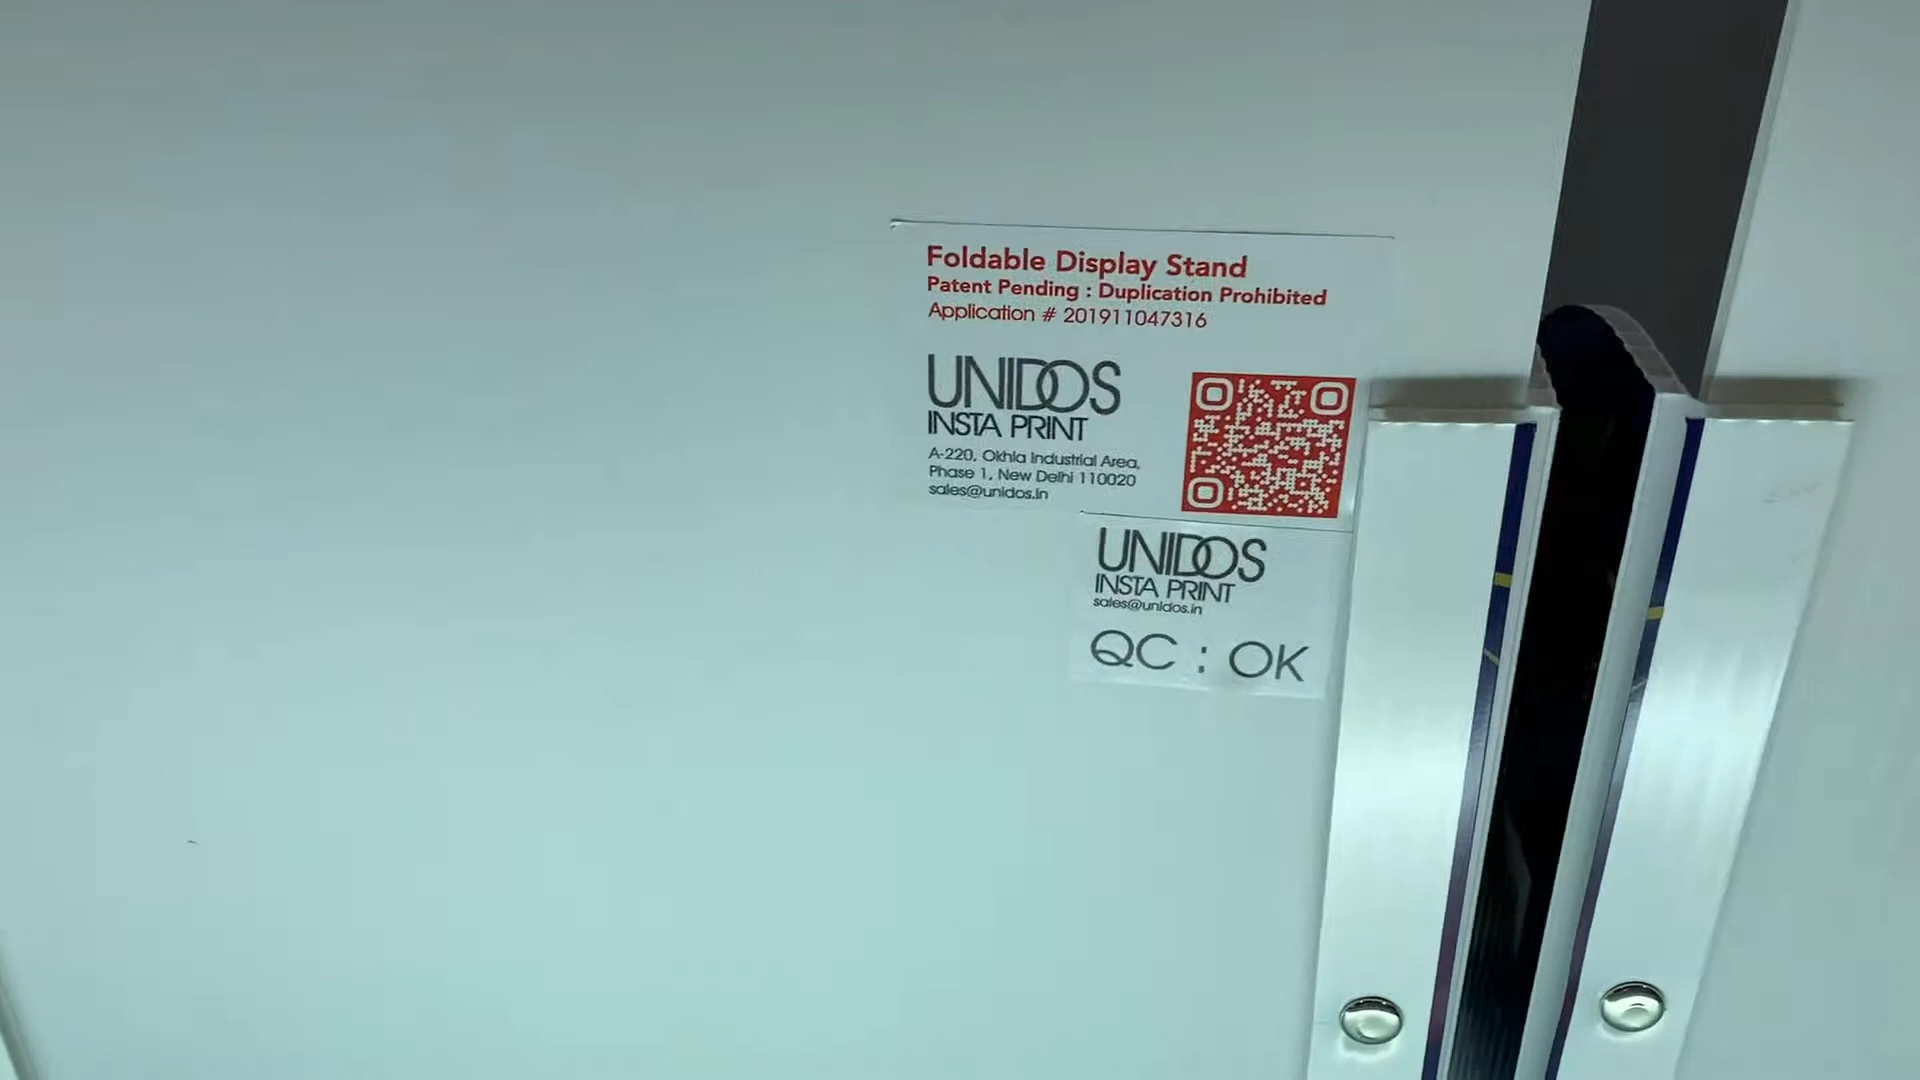 Foldable Display Stand
Patent Pending : Duplication Prohibited
Application # 201911047316
UNIDOS
INSTA PRINT
A-220, Okhla Industrial Area,
Phase 1, New Delhi 110020
sales@unidos.in
UNIDOS
INSTA PRINT
sales@unidos.in
QC : OK